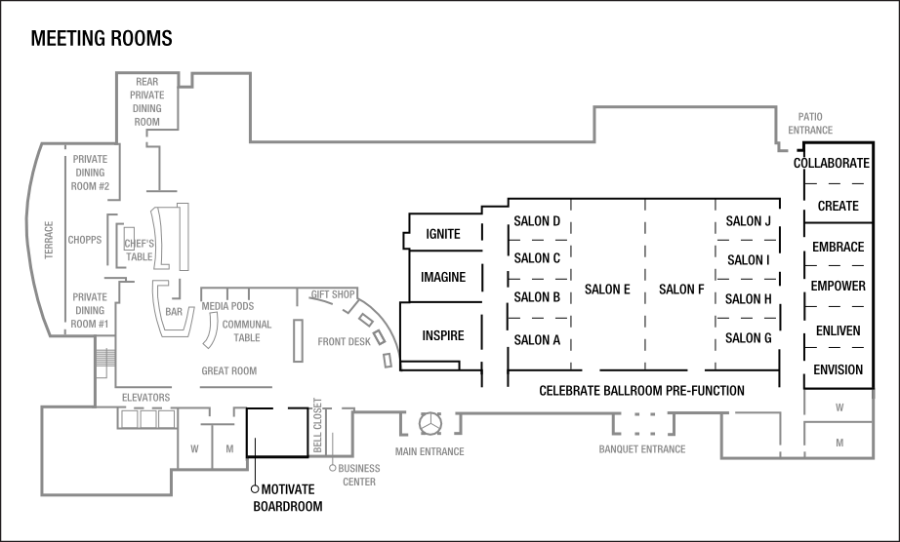 MEETING ROOMS
REAR
PRIVATE
DINING
ROOM
PATIO
ENTRANCE
PRIVATE
DINING
ROOM #2
COLLABORATE
CREATE
TERRACE
CHOPPS
CHEF'S
TABLE
IGNITE
IMAGINE
INSPIRE
SALON D
SALON C
SALON B
SALON A
SALON E
SALON F
SALON J
SALON I
SALON H
SALON G
EMBRACE
EMPOWER
ENLIVEN
ENVISION
PRIVATE
DINING
ROOM #1
BAR
MEDIA PODS
GIFT SHOP
COMMUNAL
TABLE
FRONT DESK
GREAT ROOM
CELEBRATE BALLROOM PRE-FUNCTION
ELEVATORS
W
M
BELL CLOSET
BUSINESS
CENTER
MAIN ENTRANCE
BANQUET ENTRANCE
W
M
MOTIVATE
BOARDROOM